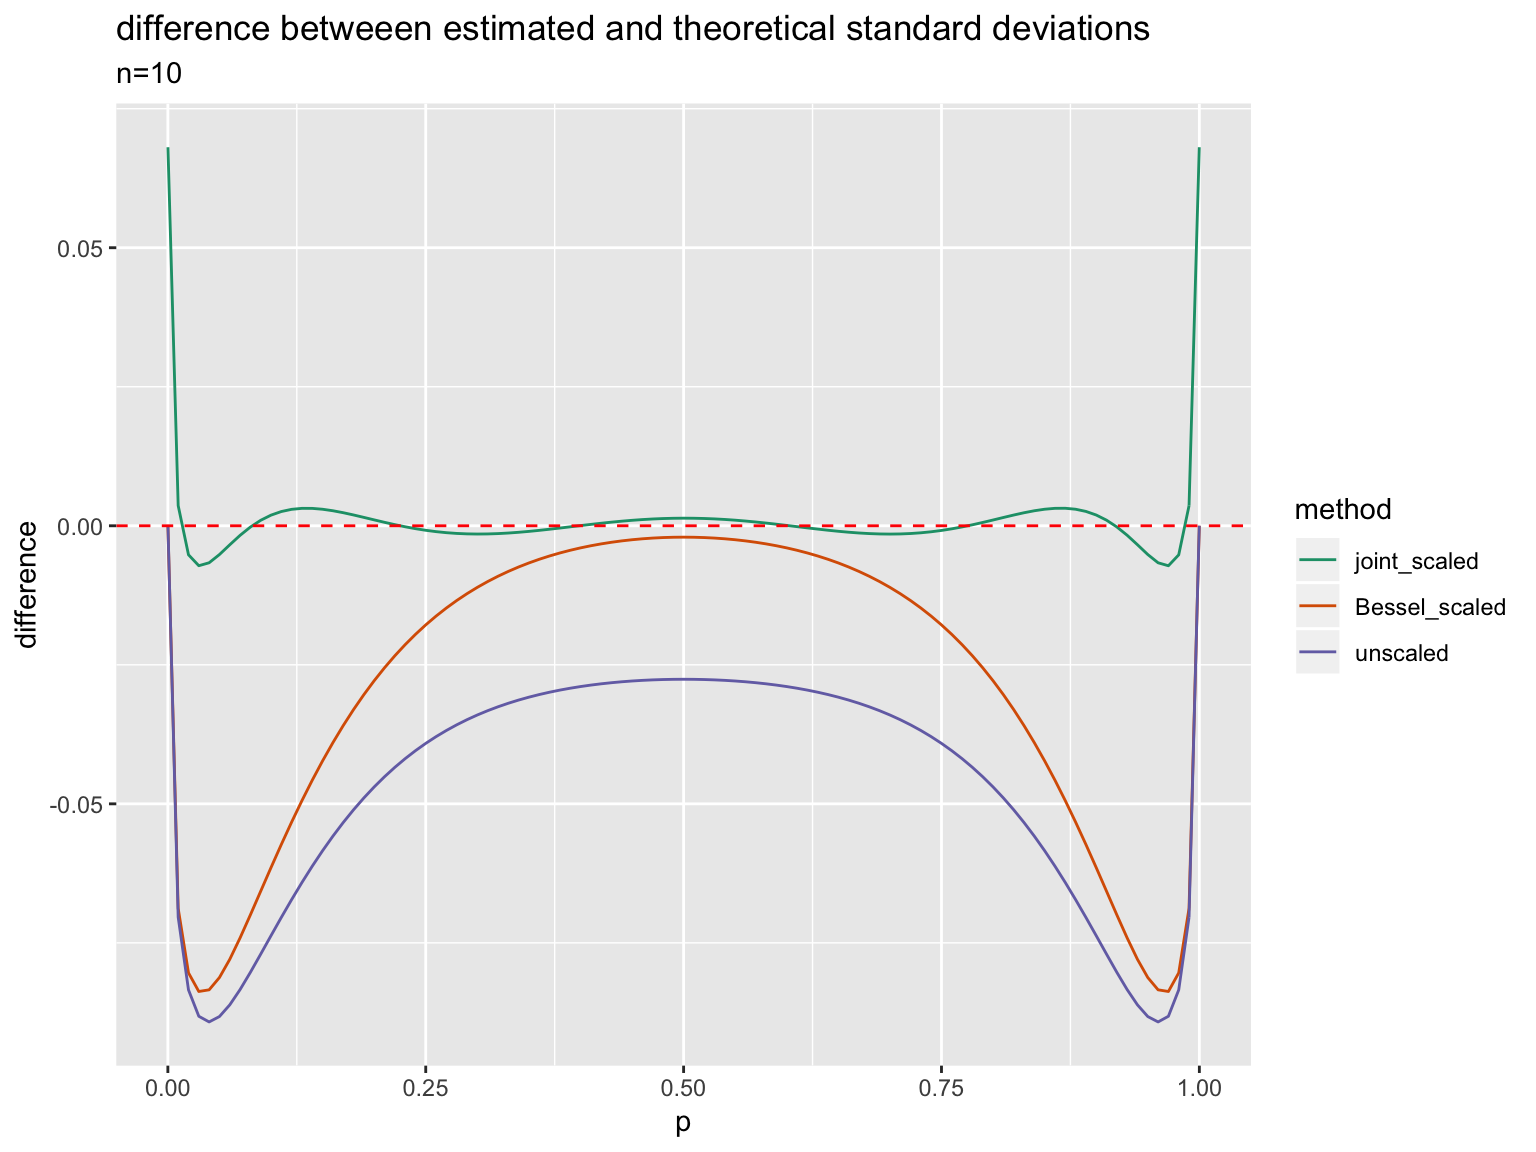 difference betweeen estimated and theoretical standard deviations
n=10
0.05
0.00
-0.05
difference
0.00 0.25 0.50 0.75 1.00
p
method
joint_scaled
Bessel_scaled
unscaled